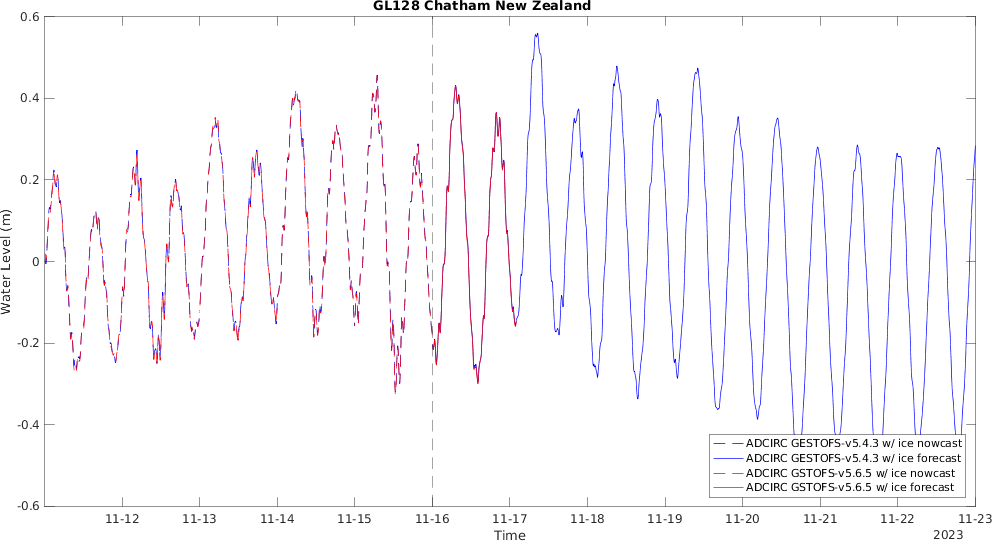 GL128 Chatham New Zealand
0.6
0.4
0.2
0
-0.2
-0.4
-0.6
Water Level (m)
ADCIRC GESTOFS-v5.4.3 w/ ice nowcast
ADCIRC GESTOFS-v5.4.3 w/ ice forecast
ADCIRC GSTOFS-v5.6.5 w/ ice nowcast
ADCIRC GSTOFS-v5.6.5 w/ ice forecast
11-12 11-13 11-14 11-15 11-16 11-17 11-18 11-19 11-20 11-21 11-22 11-23
Time
2023